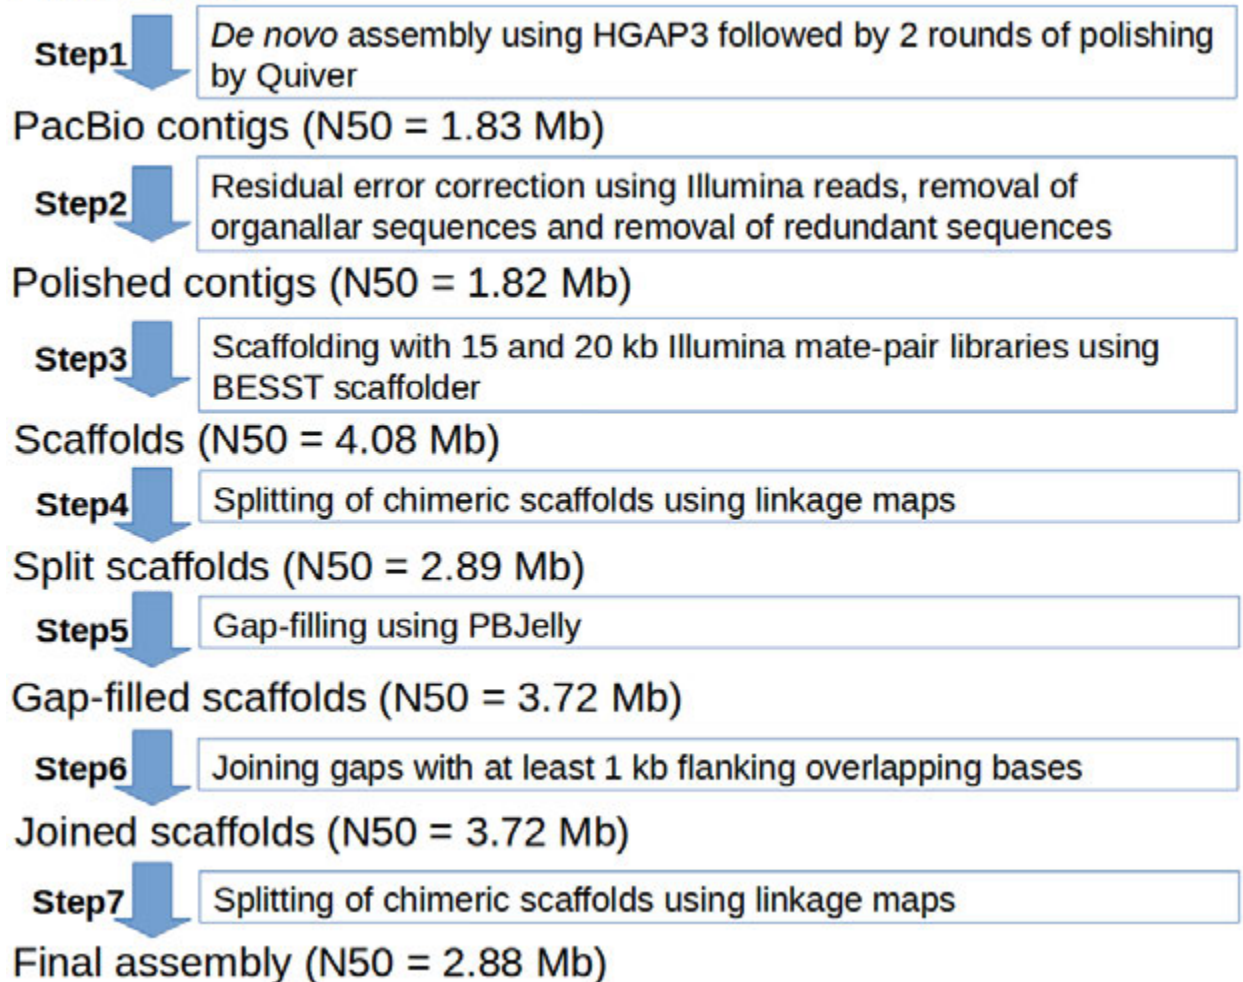 Step1
De novo assembly using HGAP3 followed by 2 rounds of polishing
by Quiver
PacBio contigs (N50 = 1.83 Mb)
Step2
Residual error correction using Illumina reads, removal of
organallar sequences and removal of redundant sequences
Polished contigs (N50 = 1.82 Mb)
Step3
Scaffolding with 15 and 20 kb Illumina mate-pair libraries using
BESST scaffolder
Scaffolds (N50 = 4.08 Mb)
Step4
Splitting of chimeric scaffolds using linkage maps
Split scaffolds (N50 = 2.89 Mb)
Step5
Gap-filling using PBJelly
Gap-filled scaffolds (N50 = 3.72 Mb)
Step6
Joining gaps with at least 1 kb flanking overlapping bases
Joined scaffolds (N50 = 3.72 Mb)
Step7
Splitting of chimeric scaffolds using linkage maps
Final assembly (N50 = 2.88 Mb)